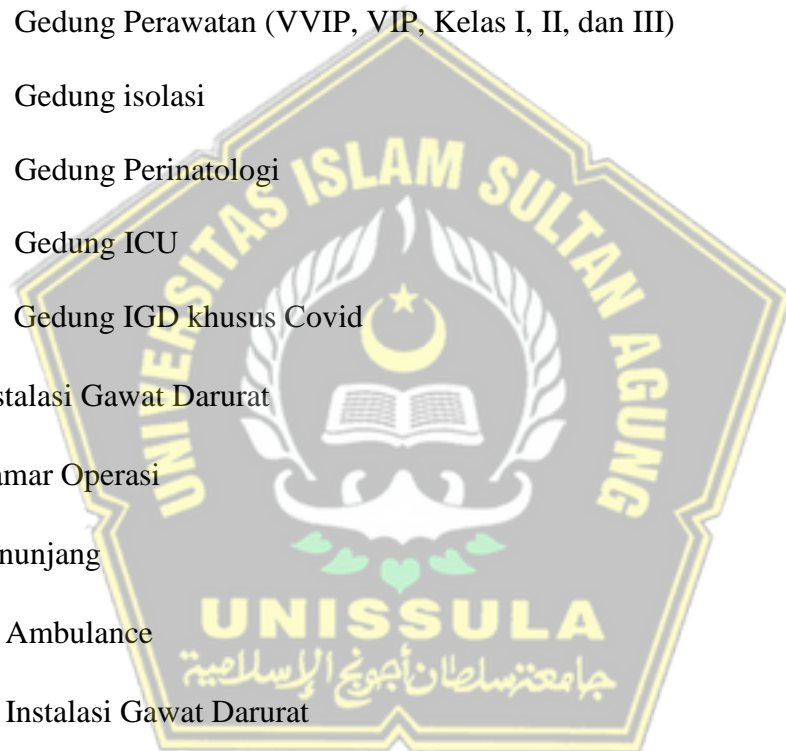 Gedung Perawatan (VVIP, VIP, Kelas I, II, dan III)
Gedung isolasi
Gedung Perinatologi
Gedung ICU
Gedung IGD khusus Covid
stalasi Gawat Darurat
amar Operasi
nunjang
Ambulance
Instalasi Gawat Darurat
UNIVERSITAS ISLAM SULTAN AGUNG
UNISSULA
جامعة سلطان أجونج الإسلامية